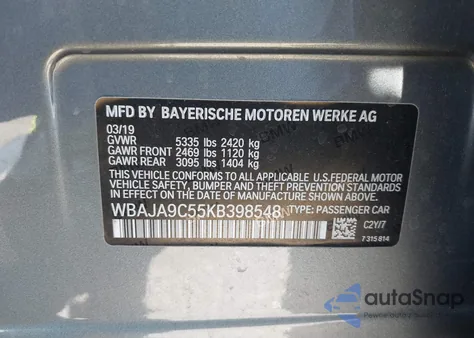 MFD BY BAYERISCHE MOTOREN WERKE AG
03/19
GVWR 5335 lbs 2420 kg
GAWR FRONT 2469 lbs 1120 kg
GAWR REAR 3095 lbs 1404 kg
THIS VEHICLE CONFORMS TO ALL APPLICABLE U.S. FEDERAL MOTOR
VEHICLE SAFETY, BUMPER, AND THEFT PREVENTION STANDARDS
IN EFFECT ON THE DATE OF MANUFACTURE SHOWN ABOVE.
WBAJA9C55KB398548 TYPE: PASSENGER CAR
C2Y/7
7 315 814
autoSnap